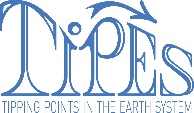 TiPES
TIPPING POINTS IN THE EARTH SYSTEM